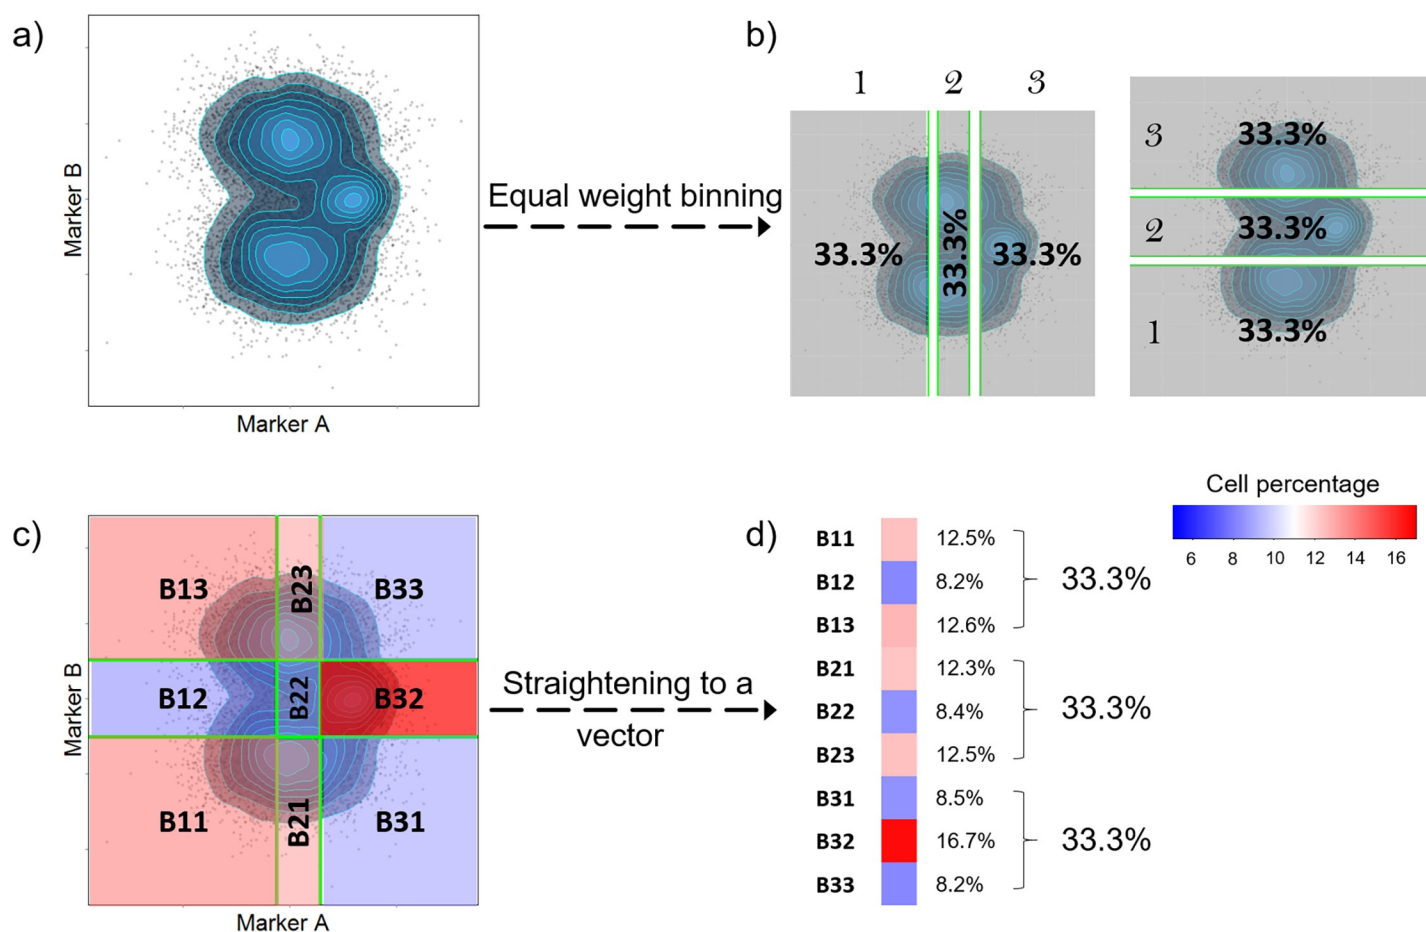 a)
Marker B
Marker A
Equal weight binning
b)
1 2 3
33.3% 33.3% 33.3%
3 33.3%
2 33.3%
1 33.3%
c)
B13 B23 B33
B12 B22 B32
B11 B21 B31
Marker B
Marker A
Straightening to a
vector
d)
Cell percentage
6 8 10 12 14 16
B11 12.5%
B12 8.2%
B13 12.6%
33.3%
B21 12.3%
B22 8.4%
B23 12.5%
33.3%
B31 8.5%
B32 16.7%
B33 8.2%
33.3%